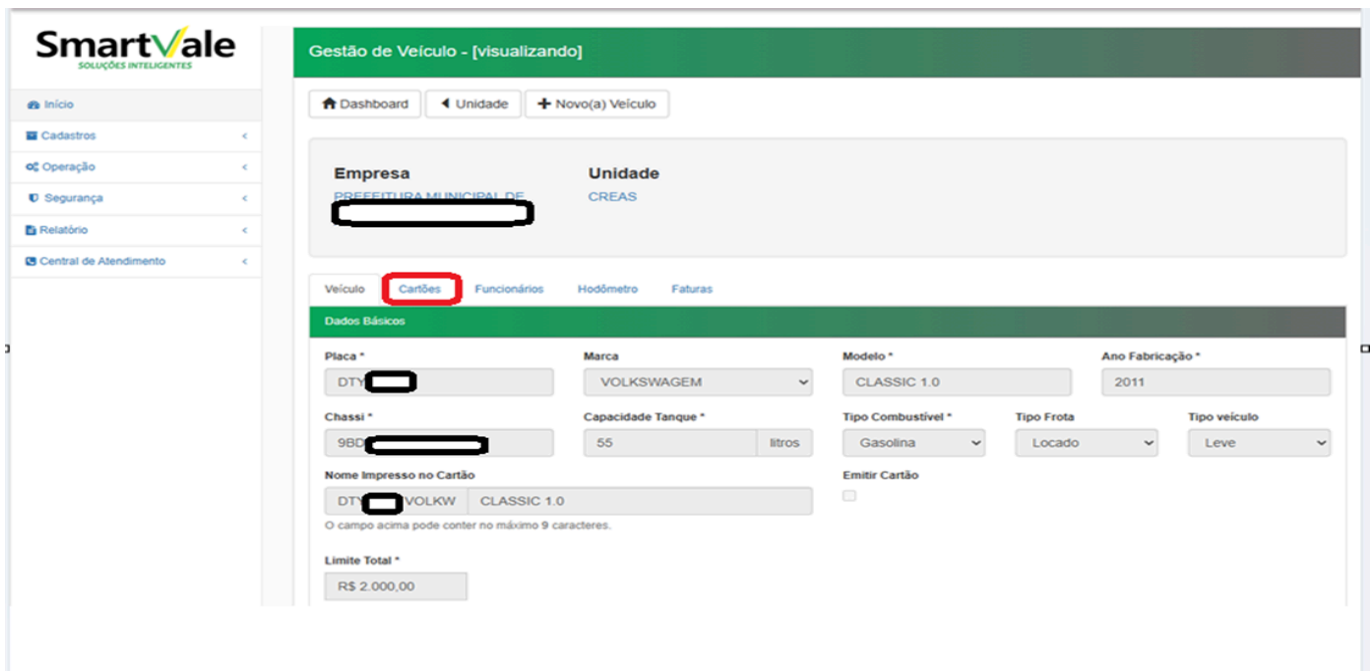 SmartVale
SOLUÇÕES INTELIGENTES
Início
Cadastros
Operação
Segurança
Relatório
Central de Atendimento
Gestão de Veículo - [visualizando]
Dashboard Unidade Novo(a) Veículo
Empresa Unidade
PREFEITURA MUNICIPAL DE CREAS
Veículo Cartões Funcionários Hodômetro Faturas
Dados Básicos
Placa * Marca Modelo * Ano Fabricação *
DTY VOLKSWAGEM CLASSIC 1.0 2011
Chassi * Capacidade Tanque * Tipo Combustível * Tipo Frota Tipo veículo
9BD 55 litros Gasolina Locado Leve
Nome Impresso no Cartão Emitir Cartão
DTY VOLKW CLASSIC 1.0
O campo acima pode conter no máximo 9 caracteres.
Limite Total *
R$ 2.000,00